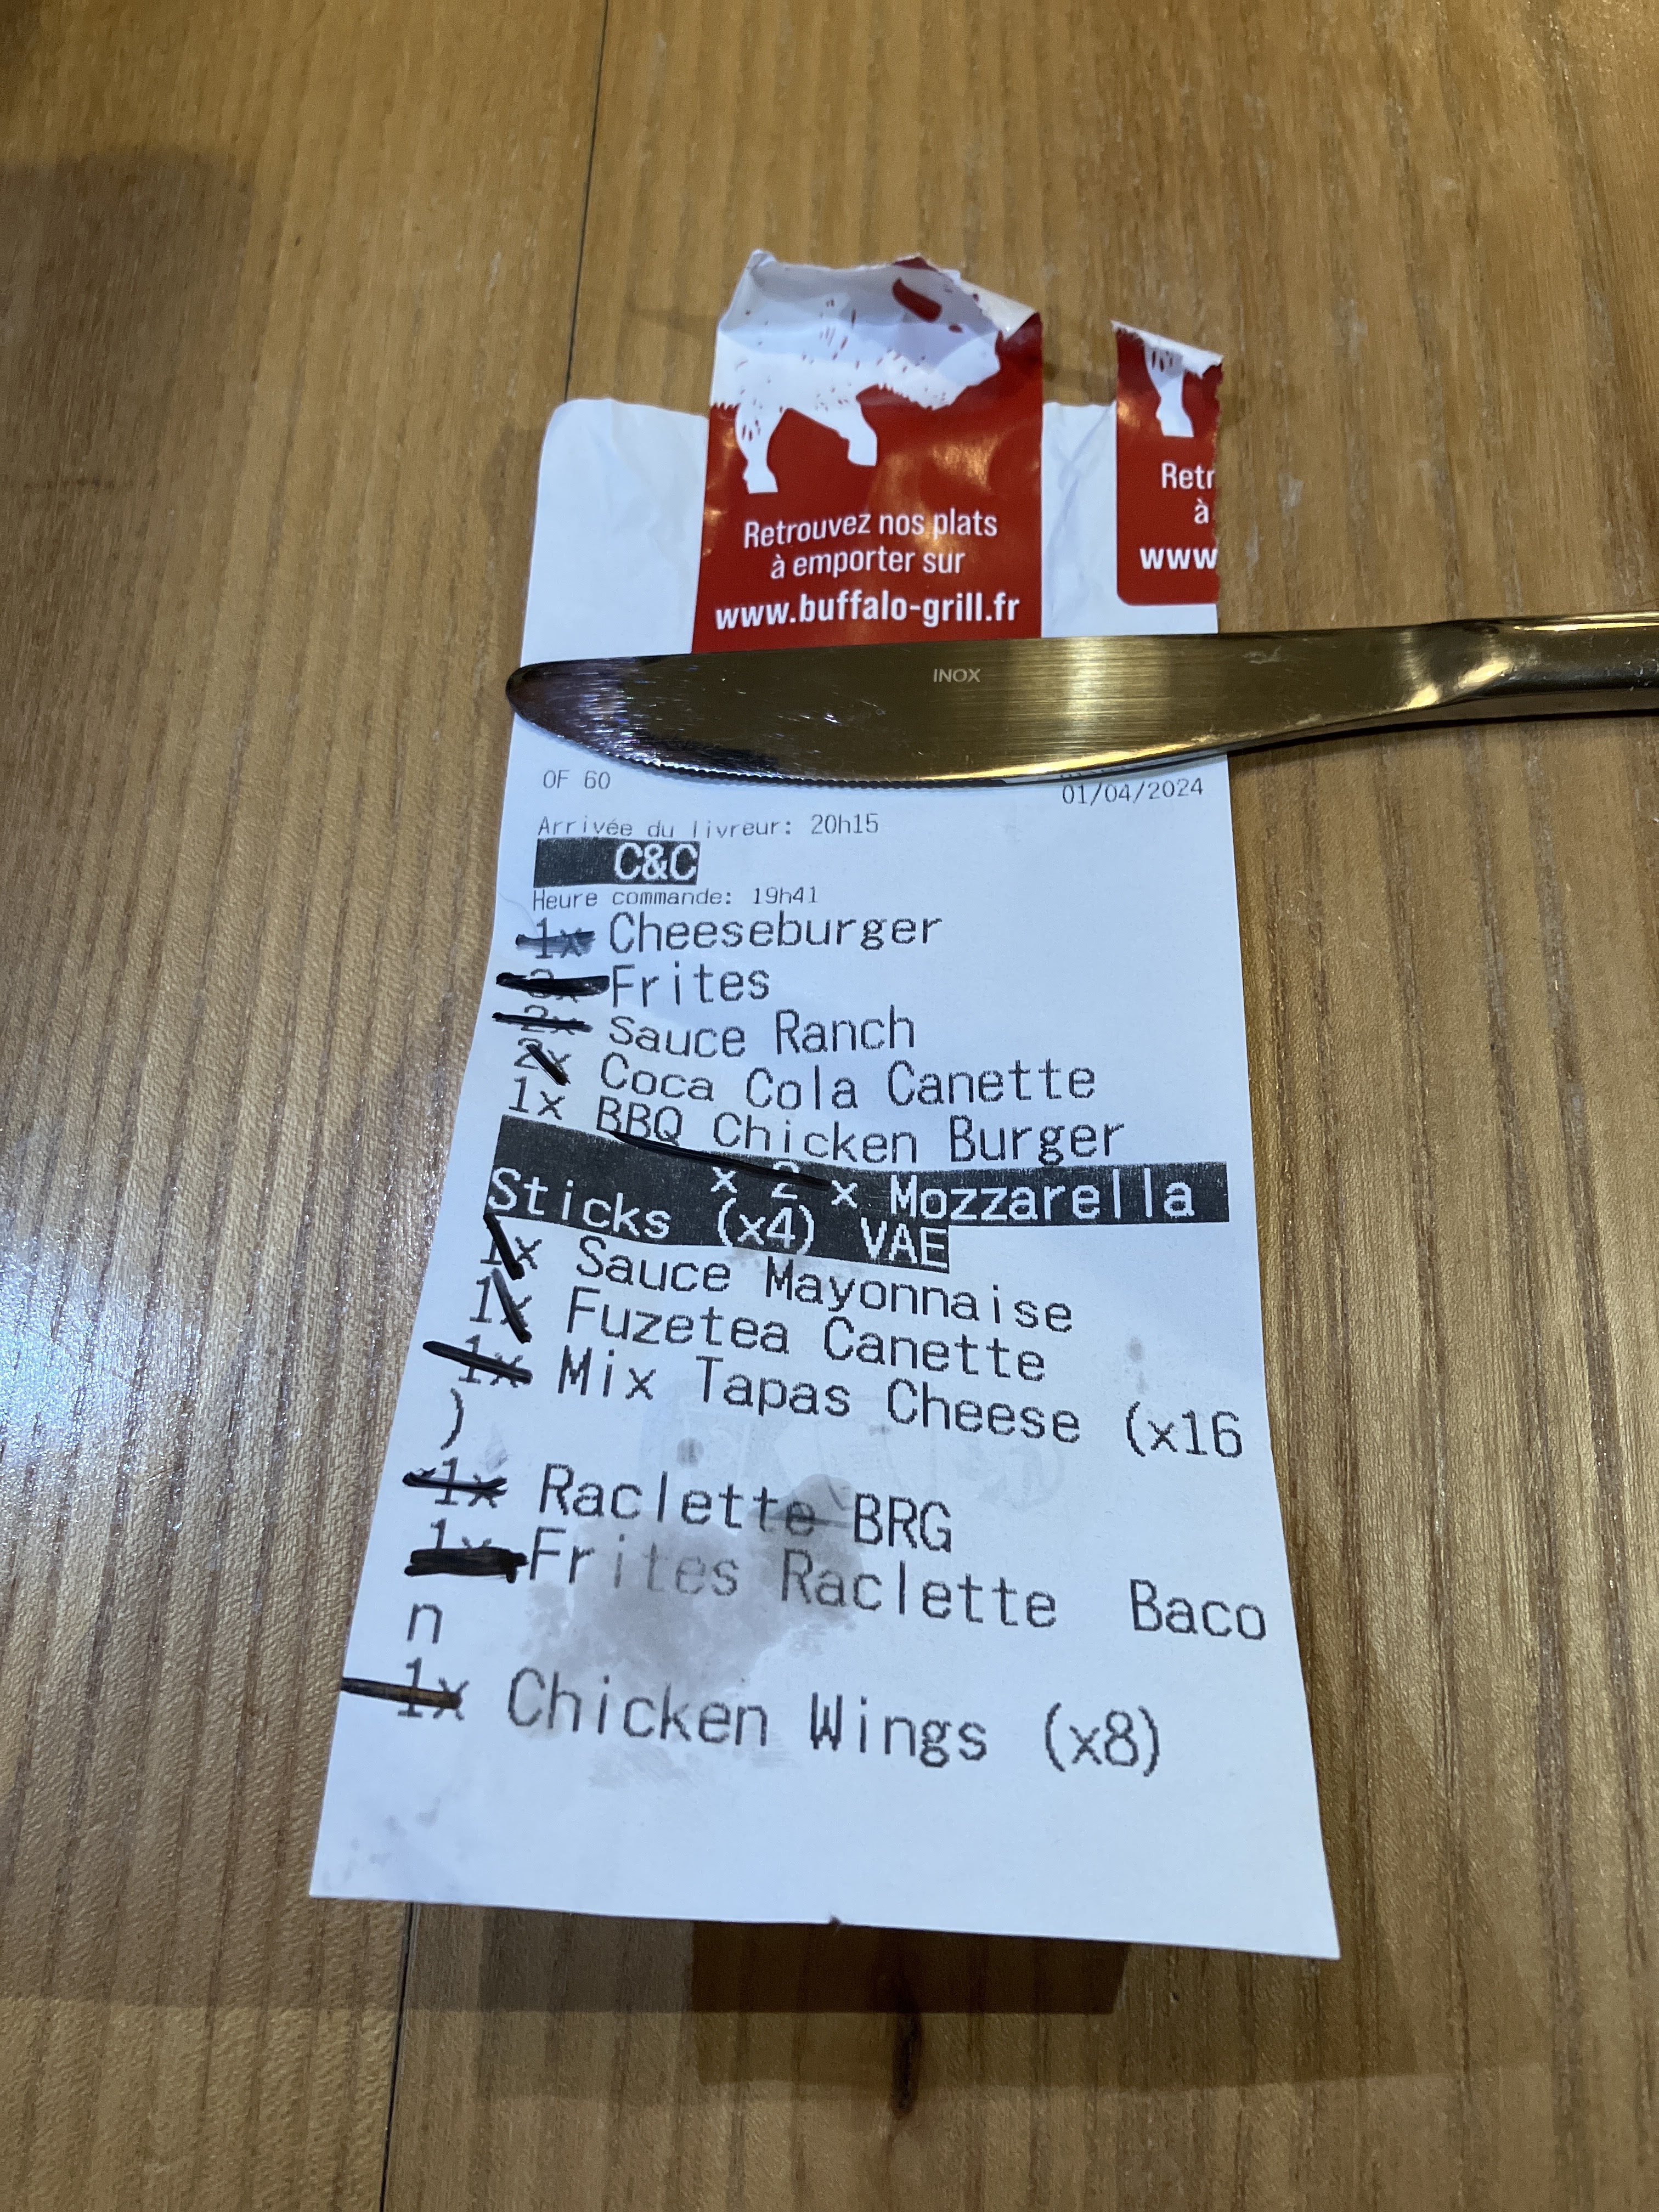 Retrouvez nos plats
à emporter sur
www.buffalo-grill.fr
Retr
à
www
INOX
OF 60
01/04/2024
Arrivée du livreur: 20h15
C&C
Heure commande: 19h41
1x Cheeseburger
Frites
2x Sauce Ranch
2x Coca Cola Canette
1x BBQ Chicken Burger
x 2 x Mozzarella
Sticks (x4) VAE
1x Sauce Mayonnaise
1x Fuzetea Canette
1x Mix Tapas Cheese (x16
)
1x Raclette BRG
1x Frites Raclette Baco
n
1x Chicken Wings (x8)